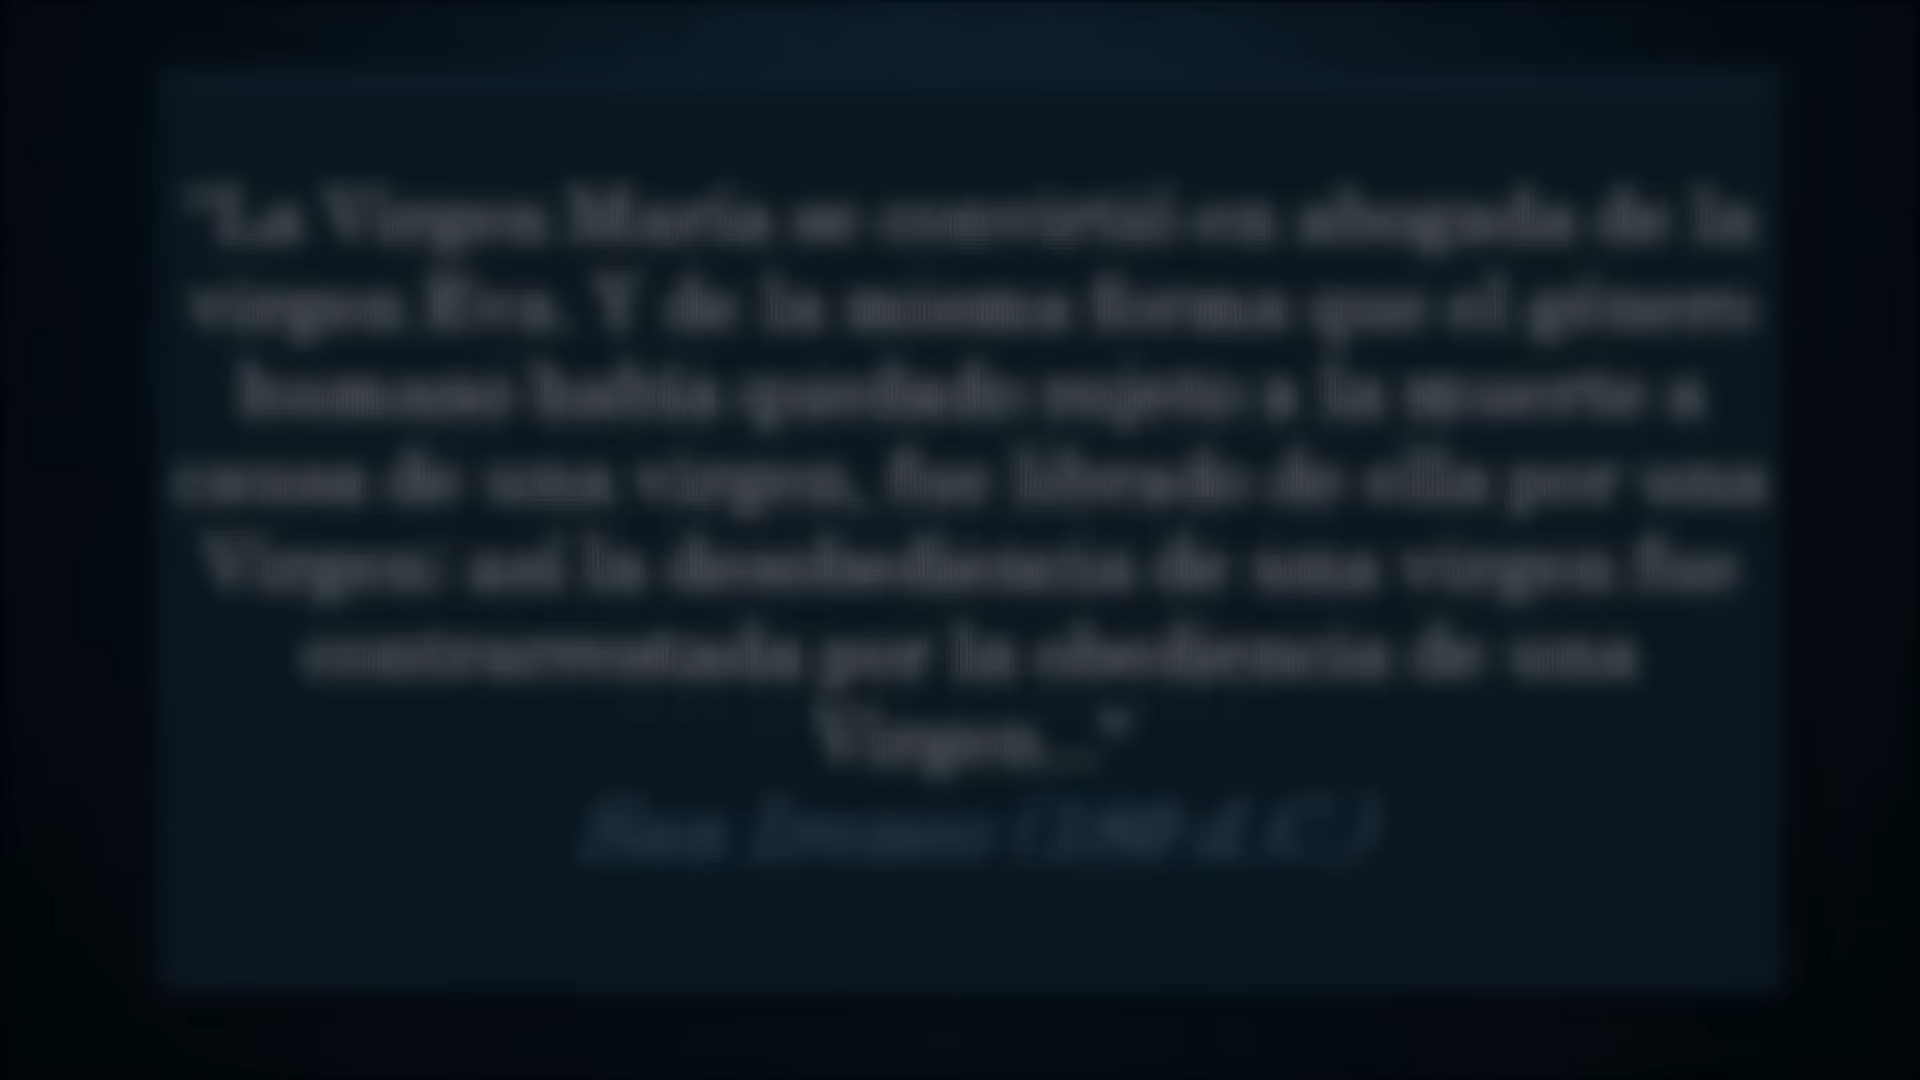 "La Virgen María se convirtió en abogada de la
virgen Eva. Y de la misma forma que el género
humano había quedado sujeto a la muerte a
causa de una virgen, fue librado de ella por una
Virgen: así la desobediencia de una virgen fue
contrarrestada por la obediencia de una
Virgen..."
San Ireneo (190 d.C.)